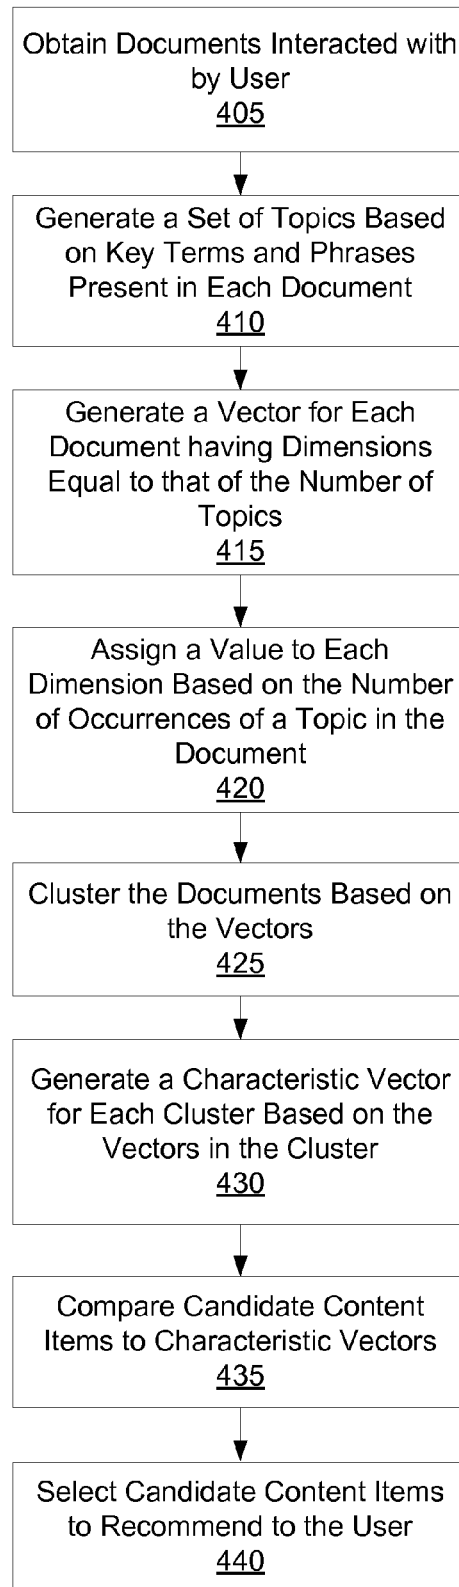 Obtain Documents Interacted with
by User
405
Generate a Set of Topics Based
on Key Terms and Phrases
Present in Each Document
410
Generate a Vector for Each
Document having Dimensions
Equal to that of the Number of
Topics
415
Assign a Value to Each
Dimension Based on the Number
of Occurrences of a Topic in the
Document
420
Cluster the Documents Based on
the Vectors
425
Generate a Characteristic Vector
for Each Cluster Based on the
Vectors in the Cluster
430
Compare Candidate Content
Items to Characteristic Vectors
435
Select Candidate Content Items
to Recommend to the User
440